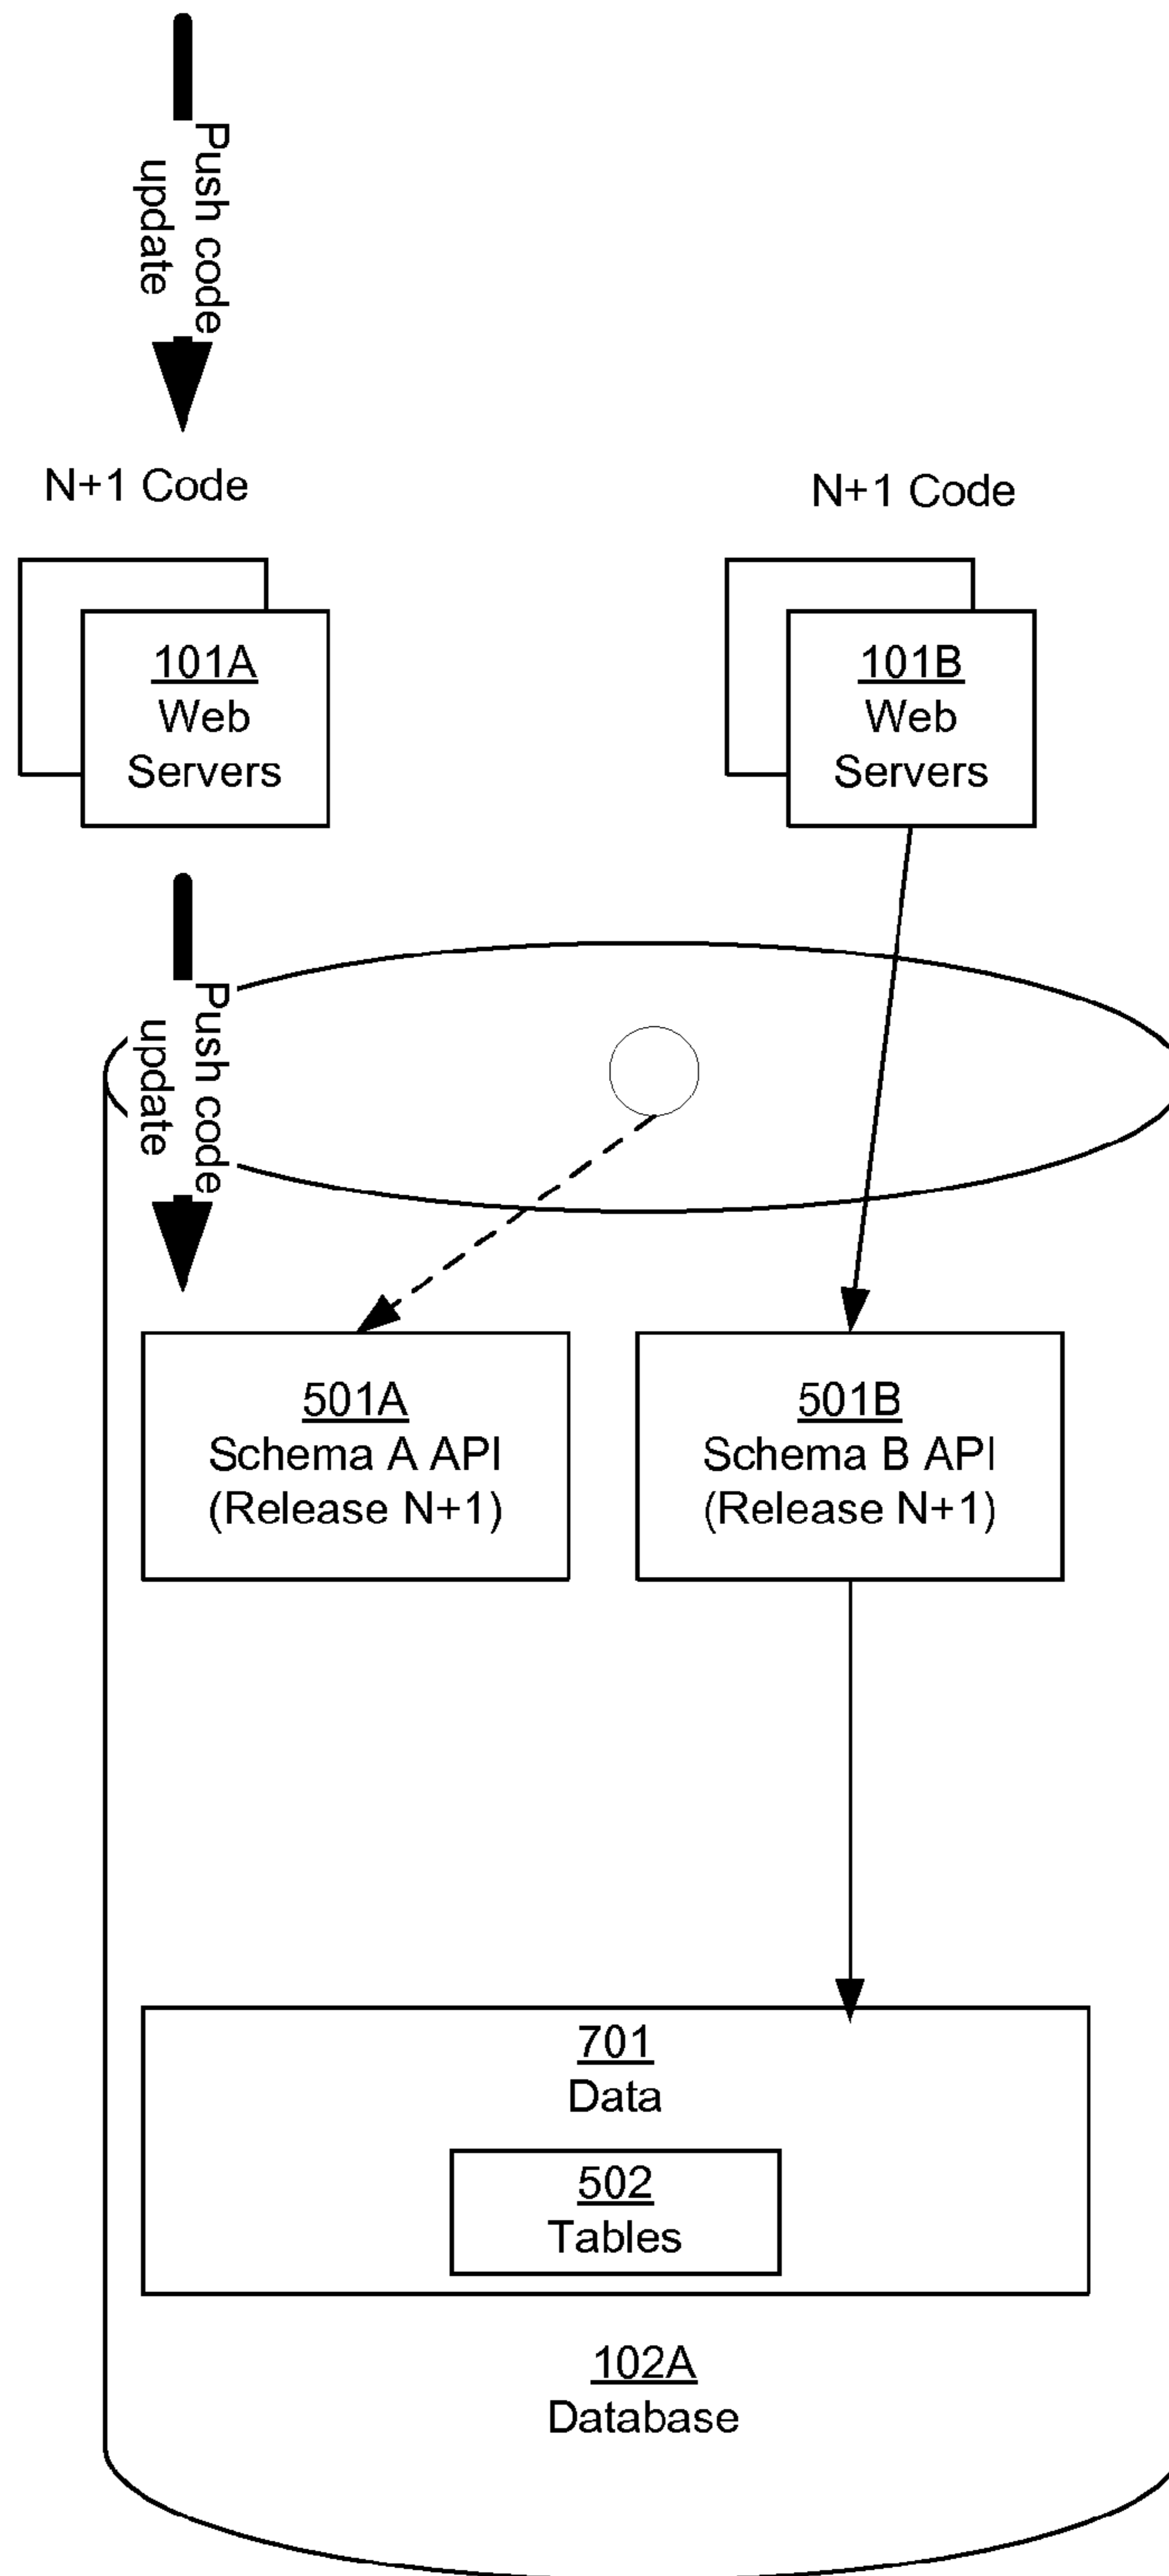 Push code
update
N+1 Code
N+1 Code
101A
Web
Servers
101B
Web
Servers
Push code
update
501A
Schema A API
(Release N+1)
501B
Schema B API
(Release N+1)
701
Data
502
Tables
102A
Database